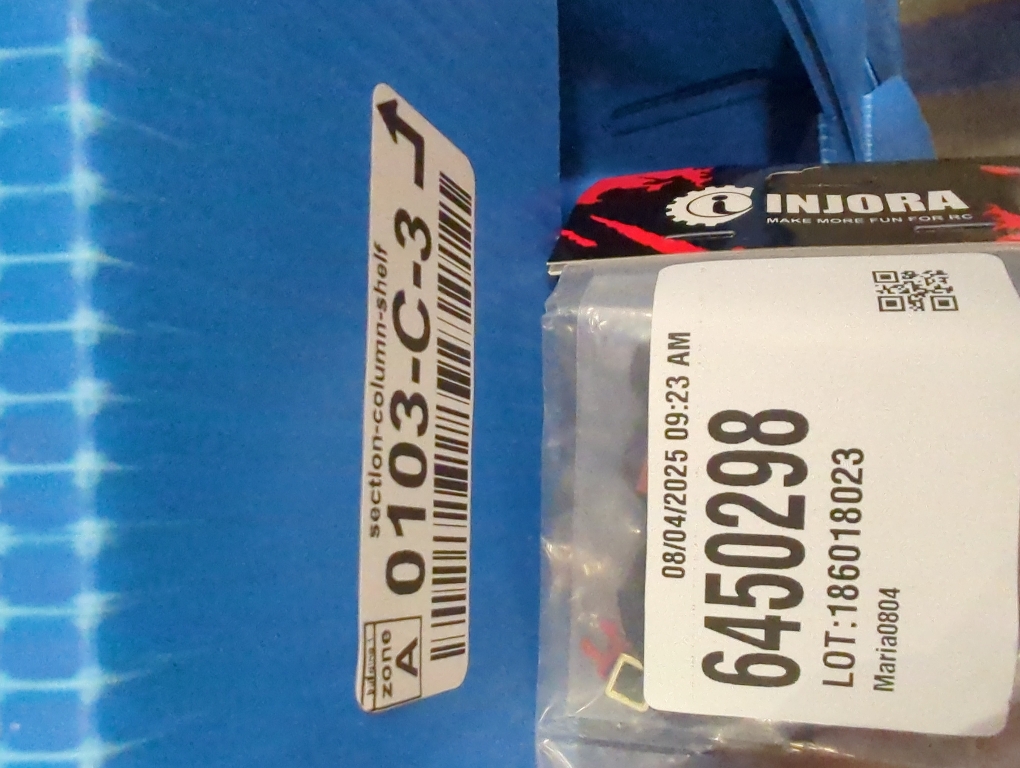 section-column-shelf
zone
A
0103-C-3
INJORA
MAKE MORE FUN FOR RC
08/04/2025 09:23 AM
6450298
LOT:186018023
Maria0804